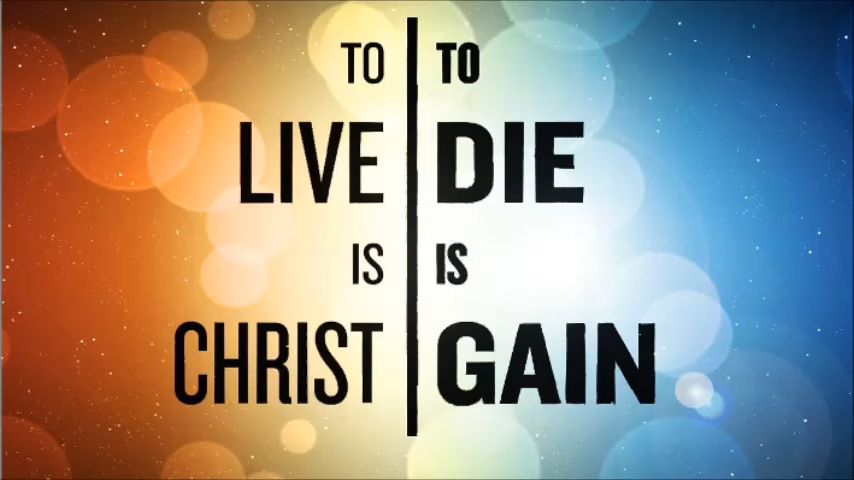 TO
LIVE
IS
CHRIST
TO
DIE
IS
GAIN